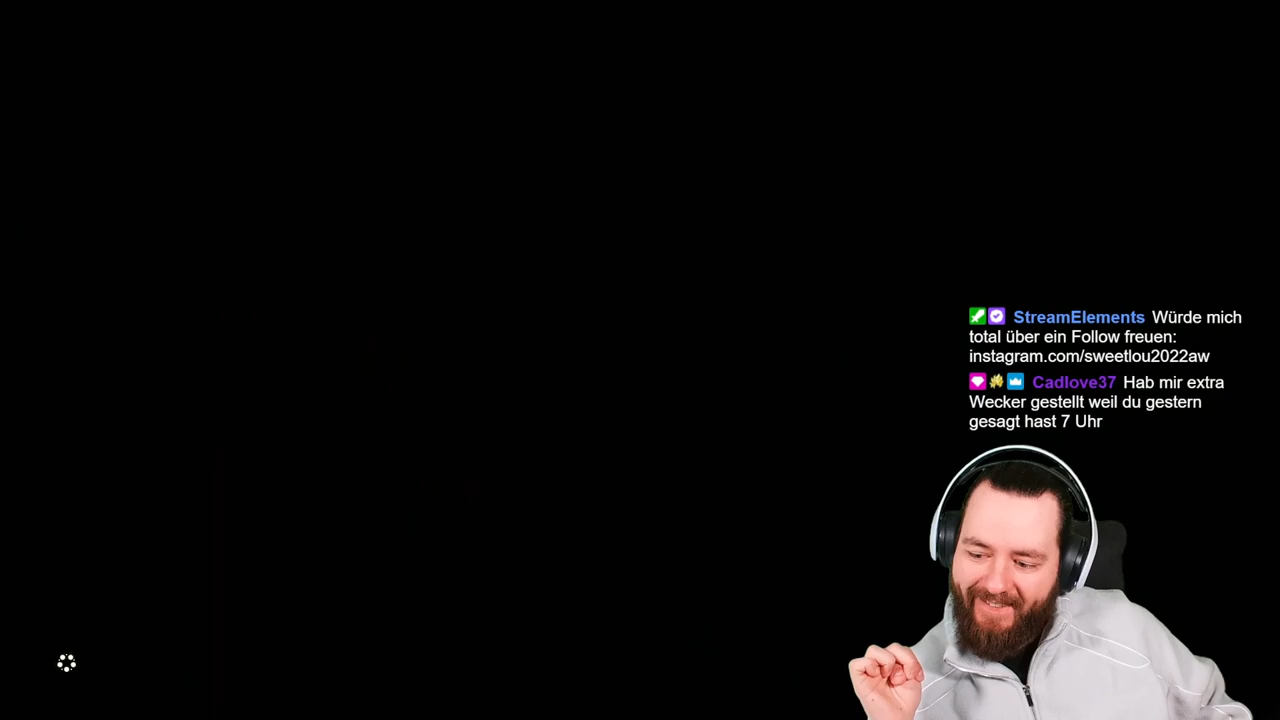 StreamElements Würde mich
total über ein Follow freuen:
instagram.com/sweetlou2022aw
Cadlove37 Hab mir extra
Wecker gestellt weil du gestern
gesagt hast 7 Uhr